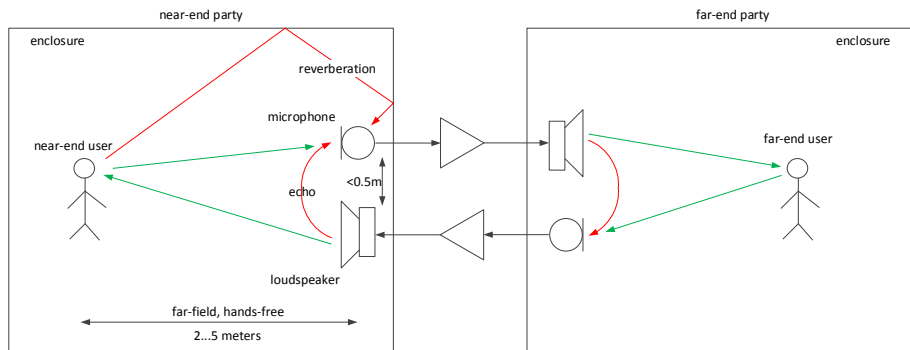 near-end party
far-end party
enclosure
enclosure
reverberation
microphone
near-end user
far-end user
echo
<0.5m
loudspeaker
far-field, hands-free
2...5 meters